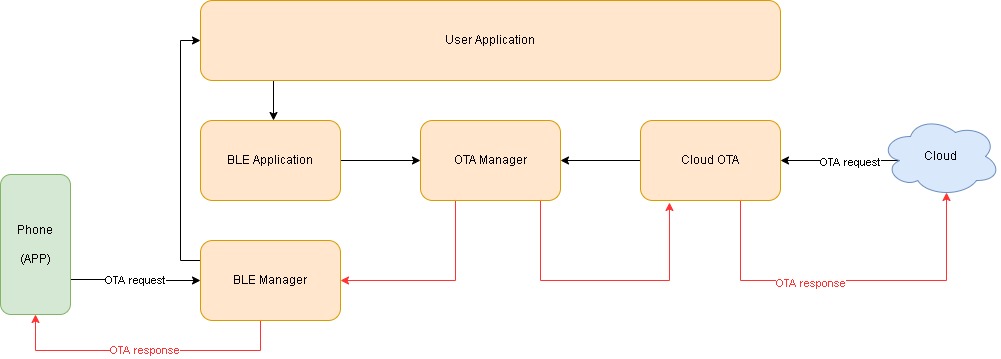 User Application
BLE Application
OTA Manager
Cloud OTA
OTA request
Cloud
Phone
(APP)
OTA request
BLE Manager
OTA response
OTA response